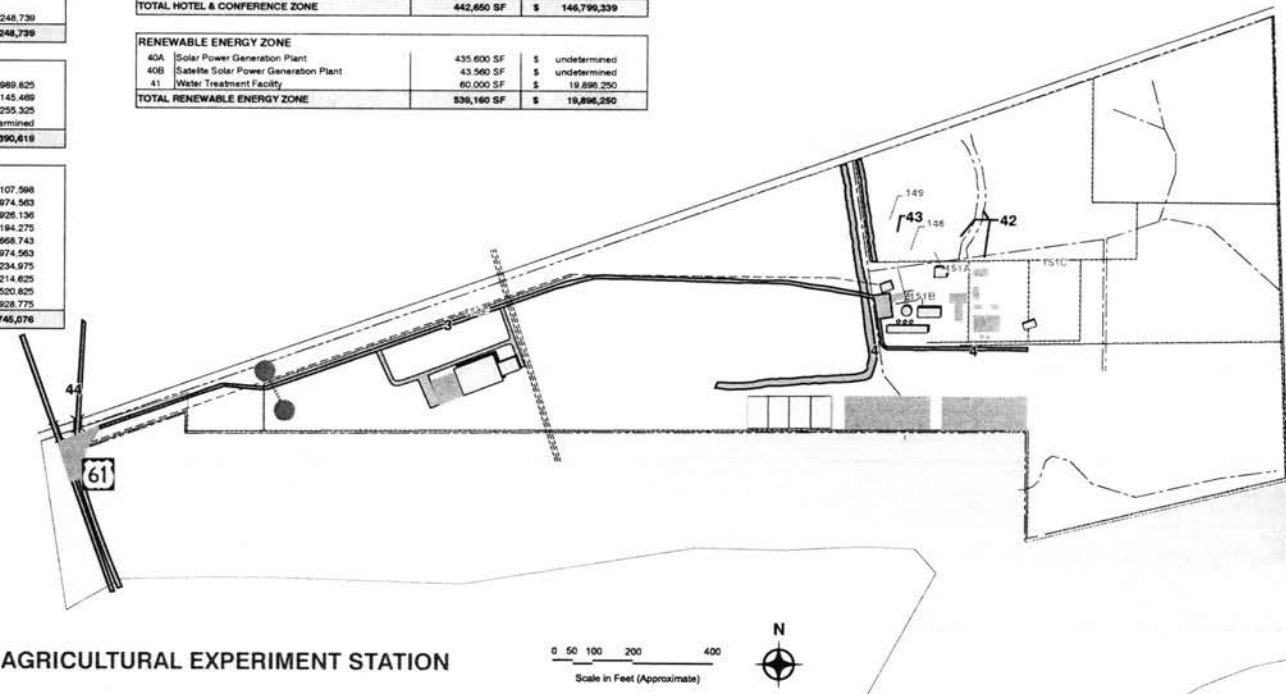 248,739
248,739
989,825
145,469
255,325
ermined
390,619
107,598
974,563
926,136
194,275
668,743
974,563
234,975
214,625
520,825
928,775
745,076
TOTAL HOTEL & CONFERENCE ZONE 442,650 SF $ 146,799,339
RENEWABLE ENERGY ZONE
40A Solar Power Generation Plant 435,600 SF $ undetermined
40B Satelite Solar Power Generation Plant 43,560 SF $ undetermined
41 Water Treatment Facility 60,000 SF $ 19,898,250
TOTAL RENEWABLE ENERGY ZONE 539,160 SF $ 19,898,250
149
43
146
42
151A
151C
151B
3
4
4
44
61
AGRICULTURAL EXPERIMENT STATION
0 50 100 200 400
Scale in Feet (Approximate)
N